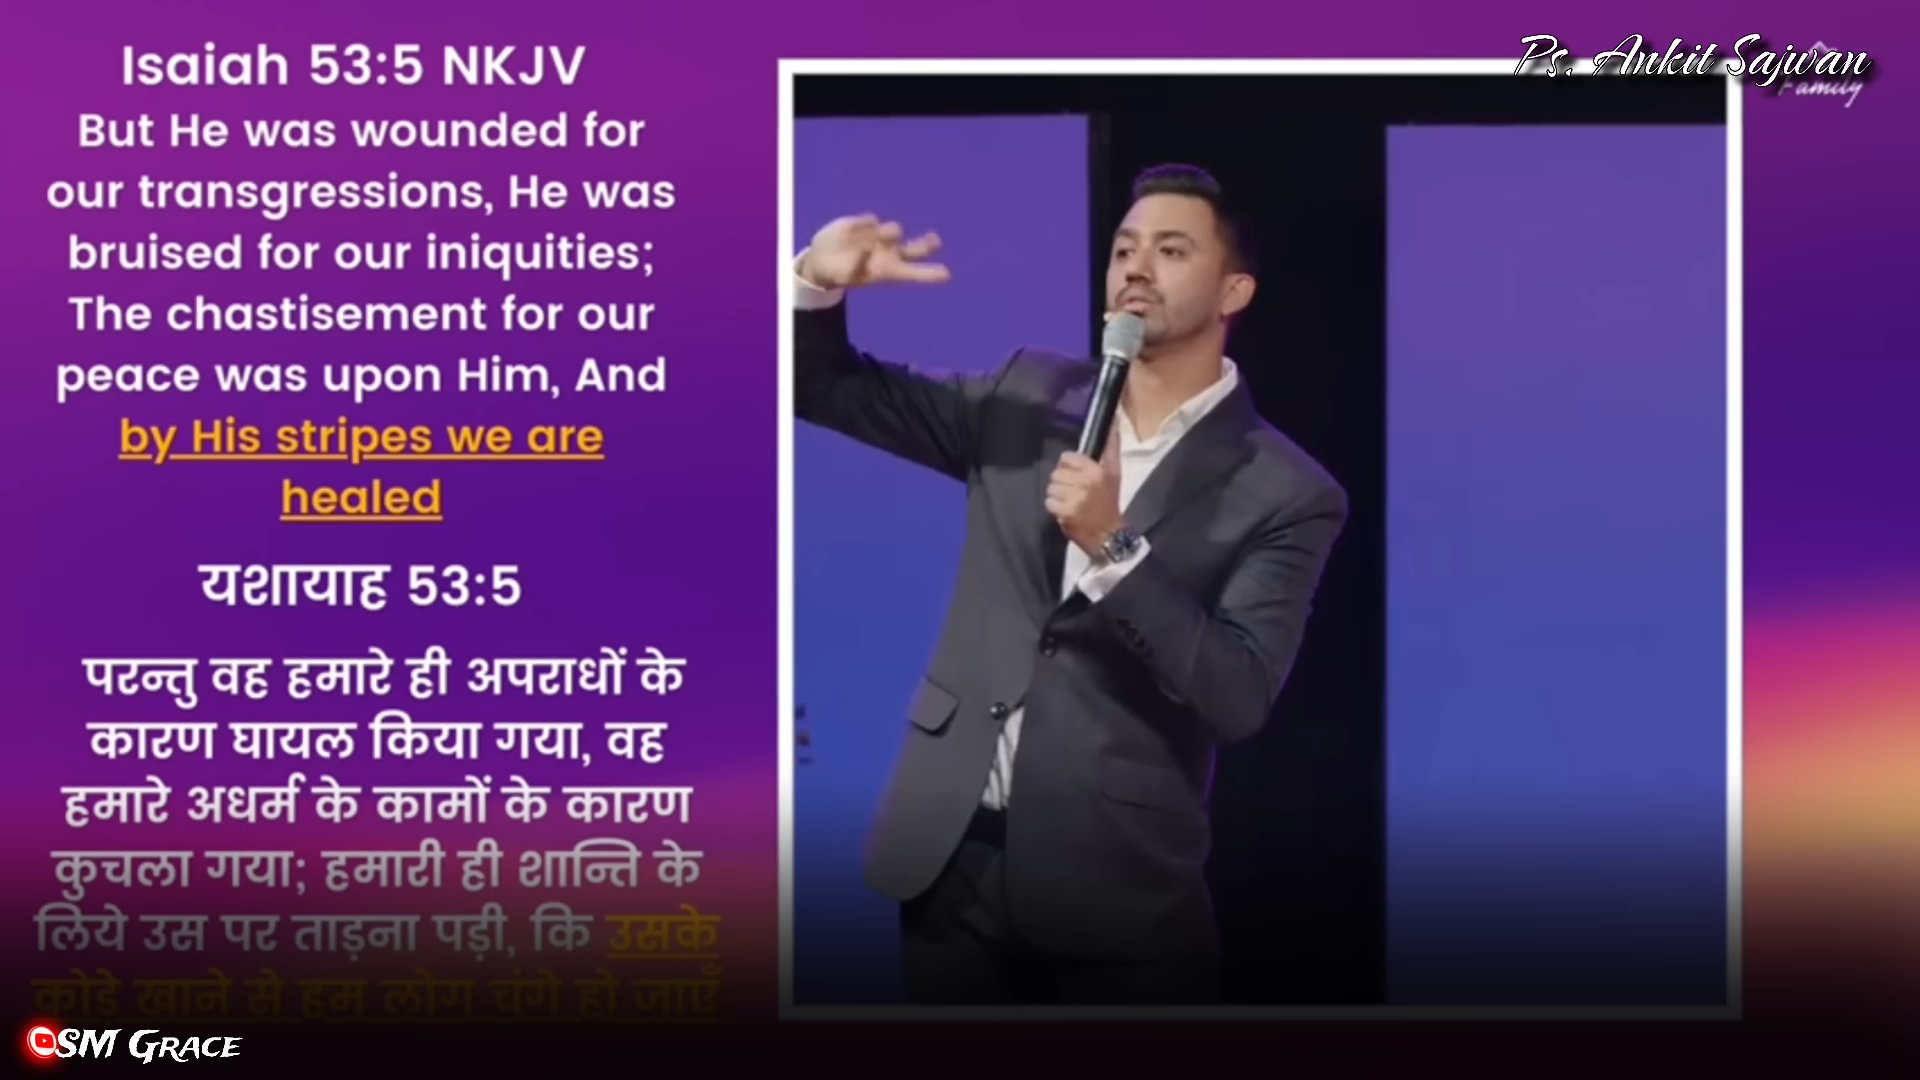 Isaiah 53:5 NKJV
But He was wounded for
our transgressions, He was
bruised for our iniquities;
The chastisement for our
peace was upon Him, And
by His stripes we are
healed
यशायाह 53:5
परन्तु वह हमारे ही अपराधों के
कारण घायल किया गया, वह
हमारे अधर्म के कामों के कारण
कुचला गया; हमारी ही शान्ति के
लिये उस पर ताड़ना पड़ी, कि उसके
कोड़े खाने से हम लोग चंगे हो जाएँ
Ps. Ankit Sajwan
Family
SM GRACE